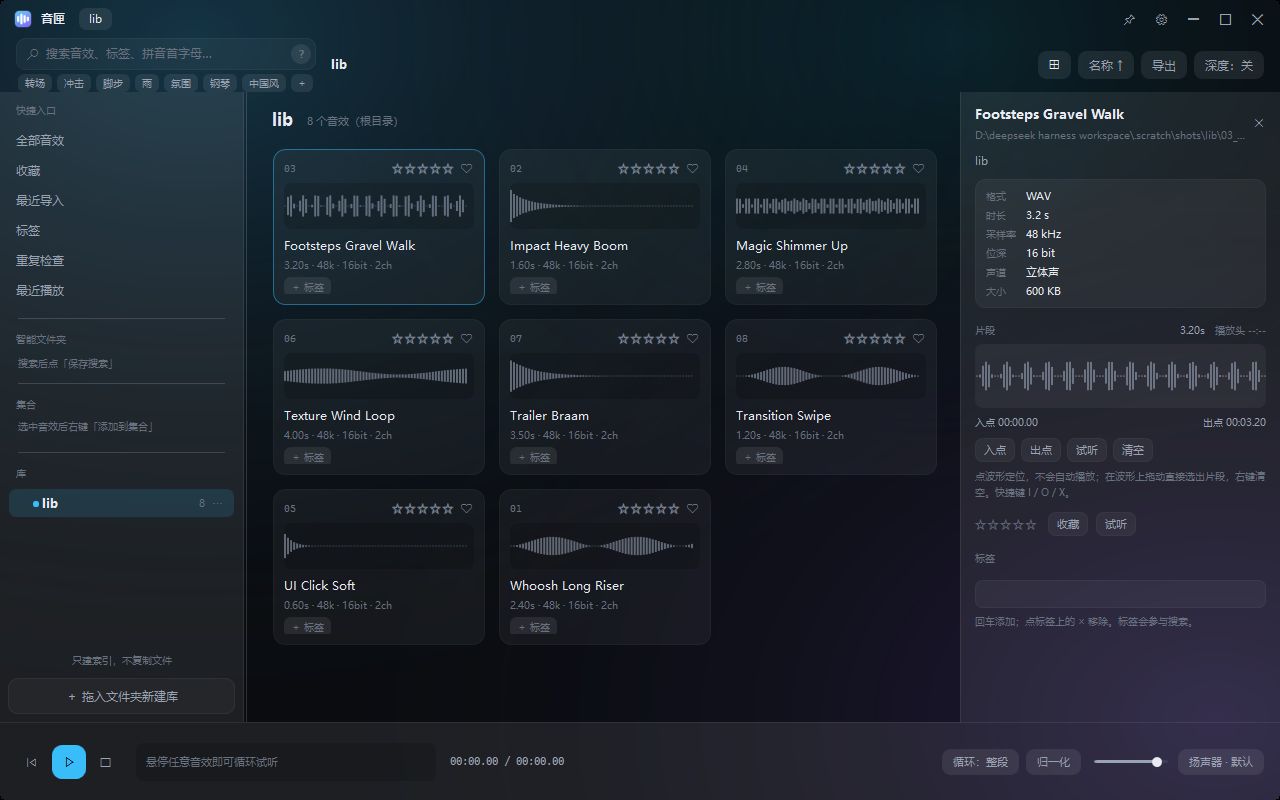 音匣
lib
搜索音效、标签、拼音首字母...
?
转场
冲击
脚步
雨
氛围
钢琴
中国风
+
lib
名称 ↑
导出
深度：关
快捷入口
全部音效
收藏
最近导入
标签
重复检查
最近播放
智能文件夹
搜索后点「保存搜索」
集合
选中音效后右键「添加到集合」
库
lib
8 ···
只建索引，不复制文件
+ 拖入文件夹新建库
lib 8 个音效（根目录）
03
Footsteps Gravel Walk
3.20s · 48k · 16bit · 2ch
+ 标签
02
Impact Heavy Boom
1.60s · 48k · 16bit · 2ch
+ 标签
04
Magic Shimmer Up
2.80s · 48k · 16bit · 2ch
+ 标签
06
Texture Wind Loop
4.00s · 48k · 16bit · 2ch
+ 标签
07
Trailer Braam
3.50s · 48k · 16bit · 2ch
+ 标签
08
Transition Swipe
1.20s · 48k · 16bit · 2ch
+ 标签
05
UI Click Soft
0.60s · 48k · 16bit · 2ch
+ 标签
01
Whoosh Long Riser
2.40s · 48k · 16bit · 2ch
+ 标签
Footsteps Gravel Walk
D:\deepseek harness workspace\.scratch\shots\lib\03_...
lib
格式 WAV
时长 3.2 s
采样率 48 kHz
位深 16 bit
声道 立体声
大小 600 KB
片段 3.20s 播放头 --:--
入点 00:00.00 出点 00:03.20
入点
出点
试听
清空
点波形定位，不会自动播放；在波形上拖动直接选出片段，右键清
空。快捷键 I / O / X。
☆☆☆☆☆
收藏
试听
标签
回车添加；点标签上的 × 移除。标签会参与搜索。
悬停任意音效即可循环试听
00:00.00 / 00:00.00
循环：整段
归一化
扬声器 · 默认